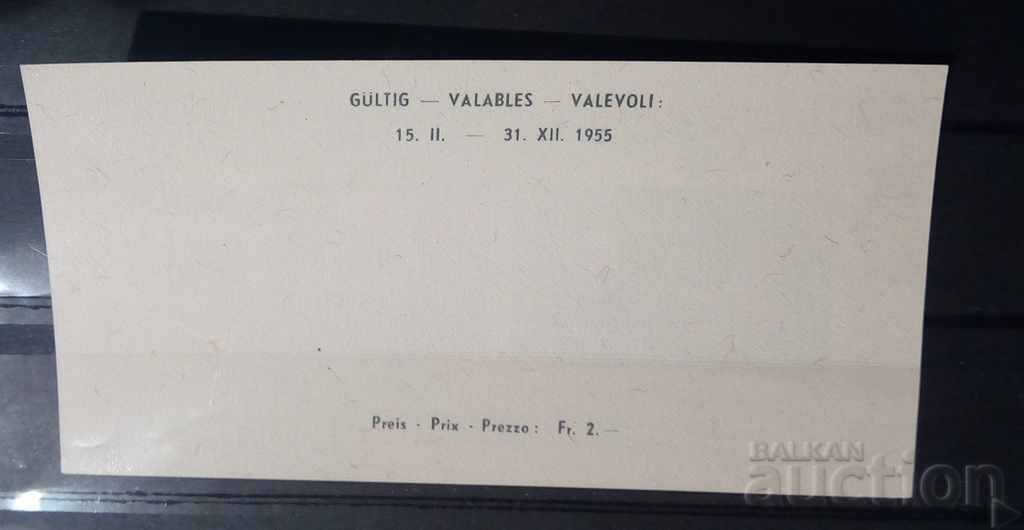 GÜLTIG — VALABLES — VALEVOLI:
15. II. — 31. XII. 1955
Preis · Prix · Prezzo: Fr. 2.—
BALKAN
auction